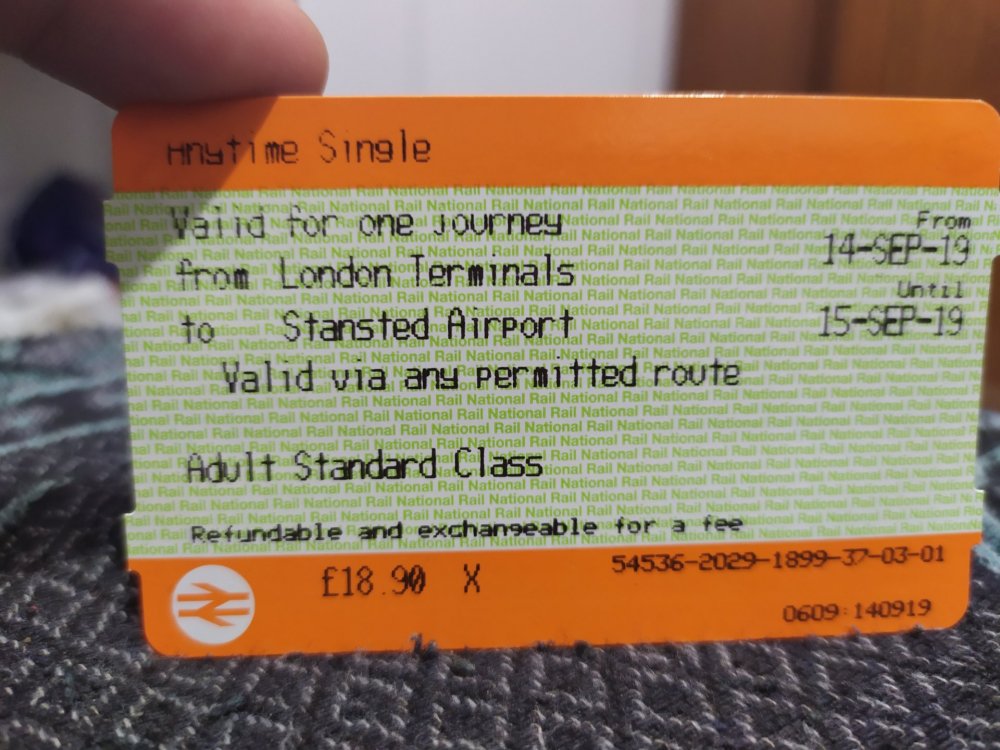 Anytime Single
Valid for one journey
From
14-SEP-19
from London Terminals
Until
15-SEP-19
to Stansted Airport
Valid via any permitted route
Adult Standard Class
Refundable and exchangeable for a fee
£18.90 X
54536-2029-1899-37-03-01
0609 140919
National Rail